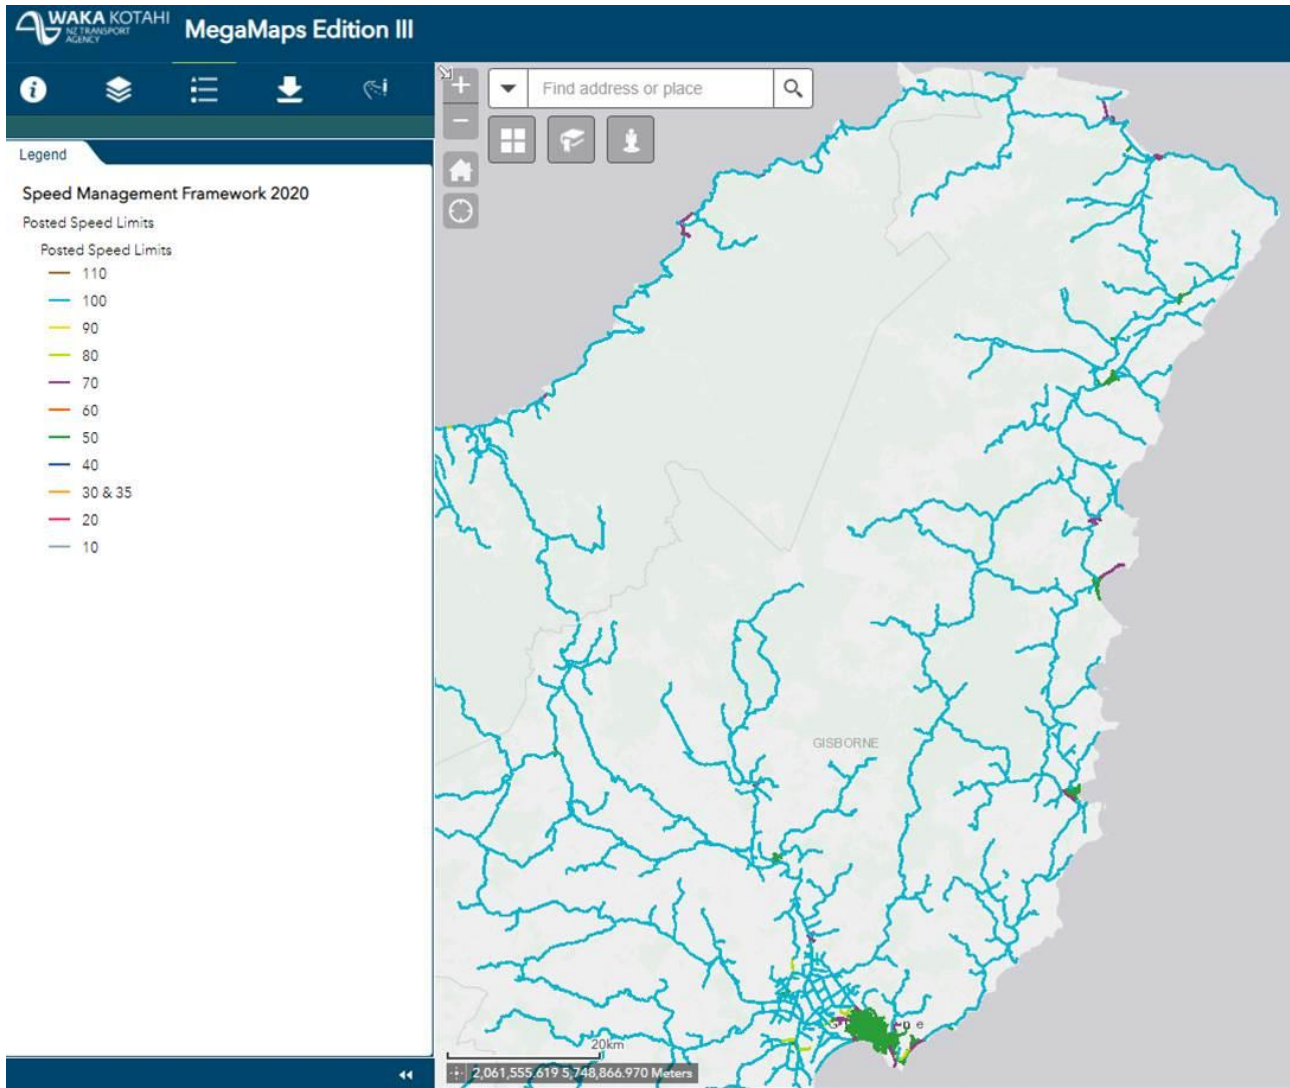 WAKA KOTAHI
NZ TRANSPORT
AGENCY
MegaMaps Edition III
Find address or place
Legend
Speed Management Framework 2020
Posted Speed Limits
Posted Speed Limits
110
100
90
80
70
60
50
40
30 & 35
20
10
GISBORNE
20km
2,061,555.619 5,748,866.970 Meters